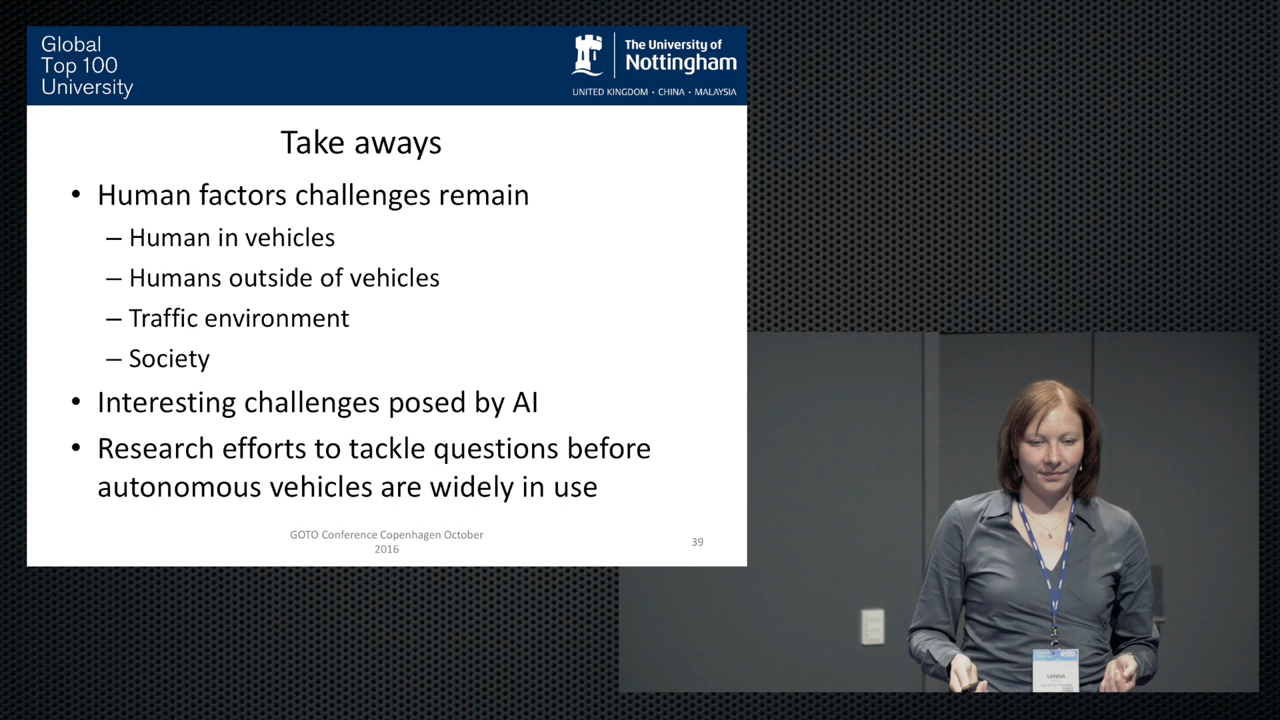 Global
Top 100
University
The University of
Nottingham
UNITED KINGDOM · CHINA · MALAYSIA
Take aways
• Human factors challenges remain
– Human in vehicles
– Humans outside of vehicles
– Traffic environment
– Society
• Interesting challenges posed by AI
• Research efforts to tackle questions before
autonomous vehicles are widely in use
GOTO Conference Copenhagen October
2016
39
SANNA